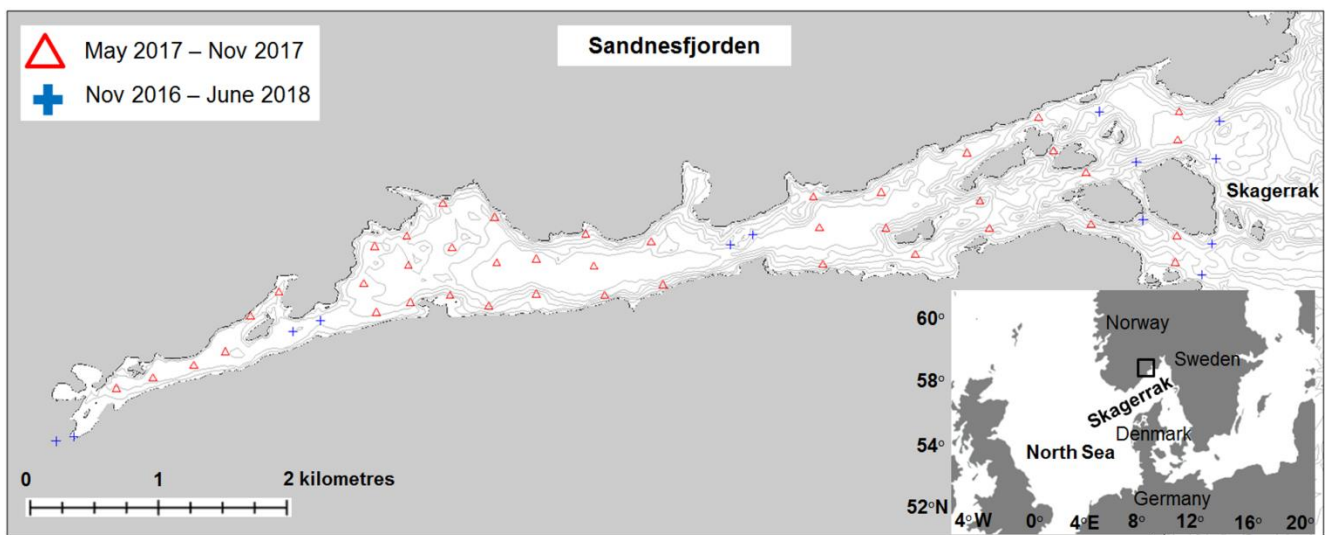 Sandnesfjorden
May 2017 – Nov 2017
Nov 2016 – June 2018
Skagerrak
0 1 2 kilometres
60°
Norway
Sweden
58°
Skagerrak
54°
Denmark
North Sea
Germany
52°N
4°W 0° 4°E 8° 12° 16° 20°